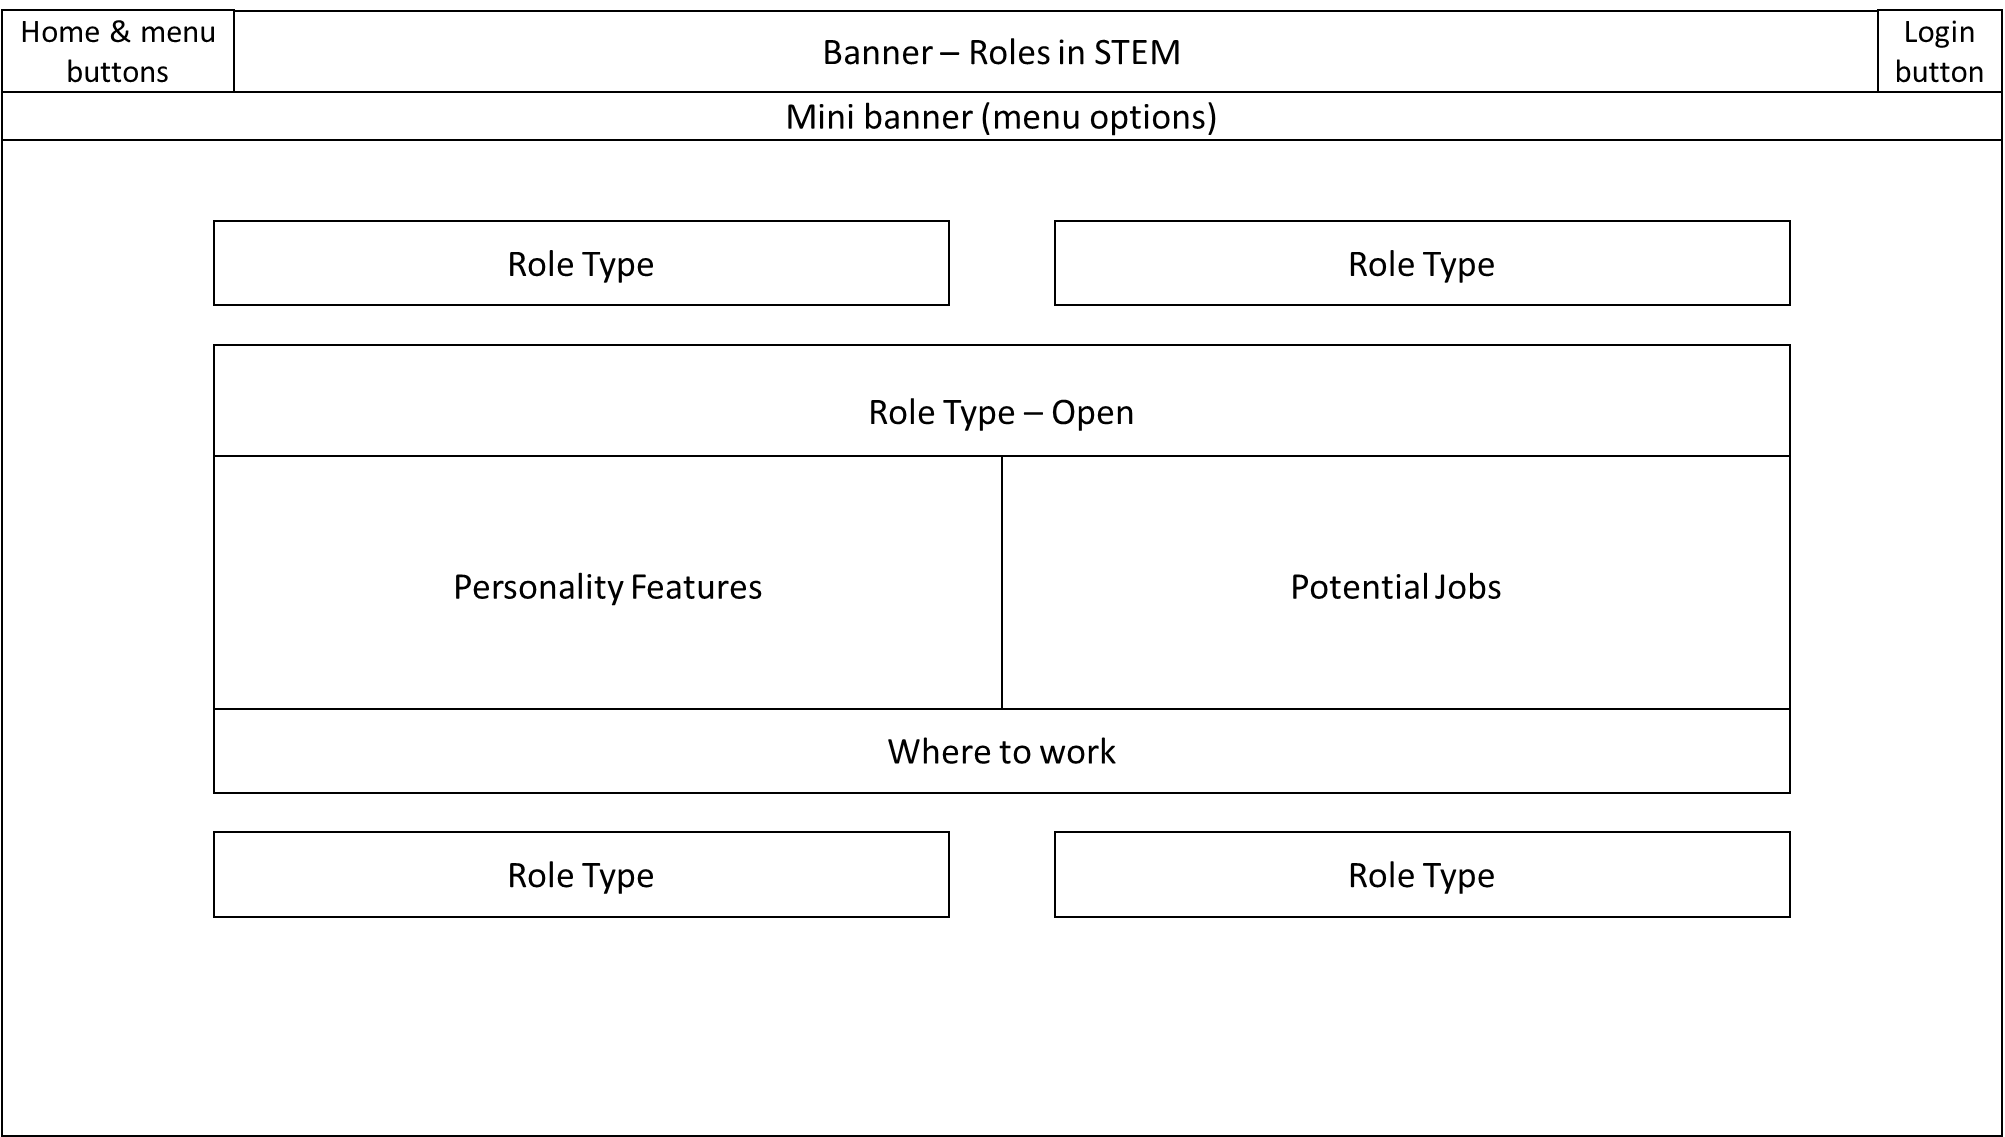 Home & menu
buttons
Banner – Roles in STEM
Login
button
Mini banner (menu options)
Role Type
Role Type
Role Type – Open
Personality Features
Potential Jobs
Where to work
Role Type
Role Type